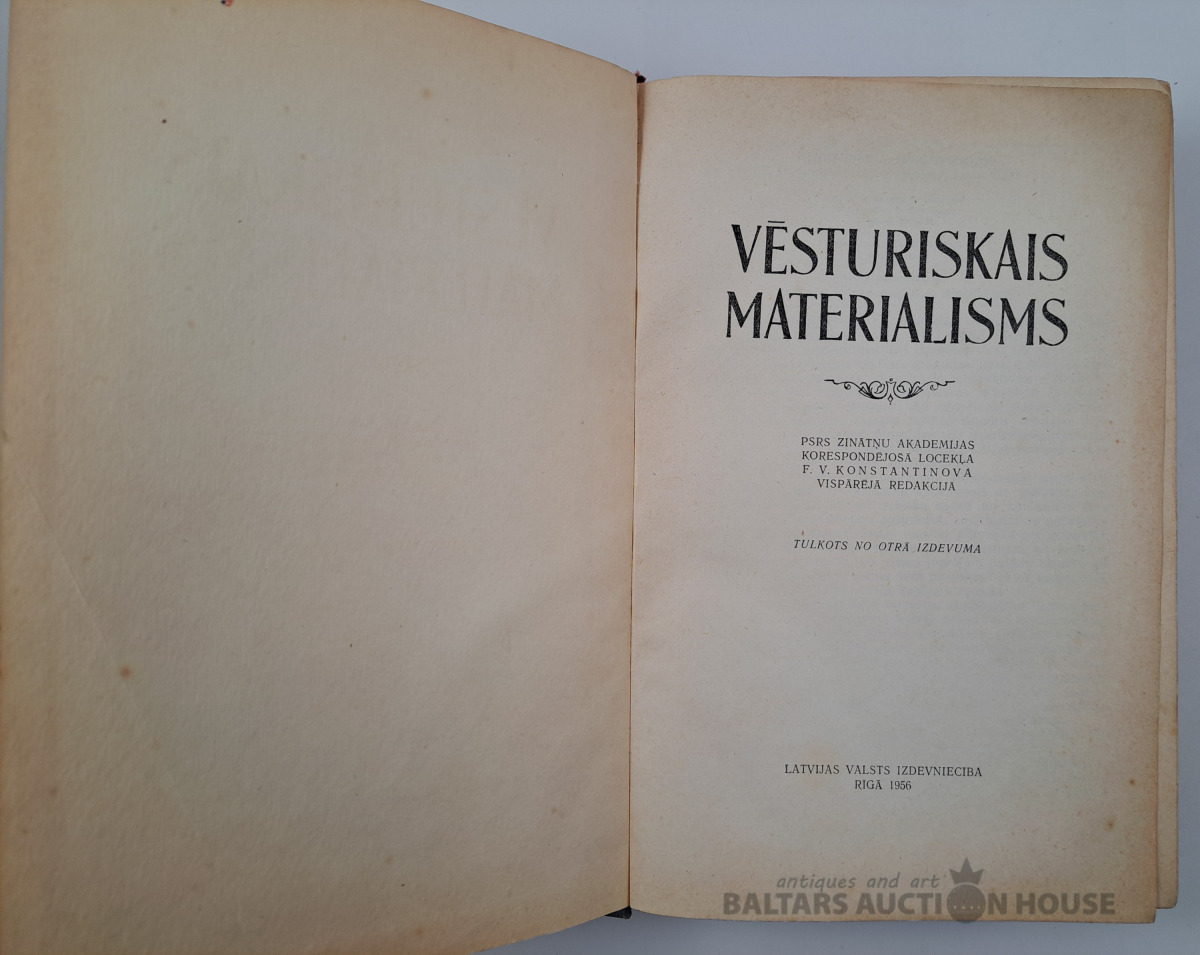 VĒSTURISKAIS
MATERIALISMS
PSRS ZINĀTŅU AKADEMIJAS
KORESPONDĒJOŠĀ LOCEKĻA
F. V. KONSTANTINOVA
VISPĀRĒJĀ REDAKCIJĀ
TULKOTS NO OTRĀ IZDEVUMA
LATVIJAS VALSTS IZDEVNIECĪBA
RĪGĀ 1956
antiques and art
BALTARS AUCTION HOUSE